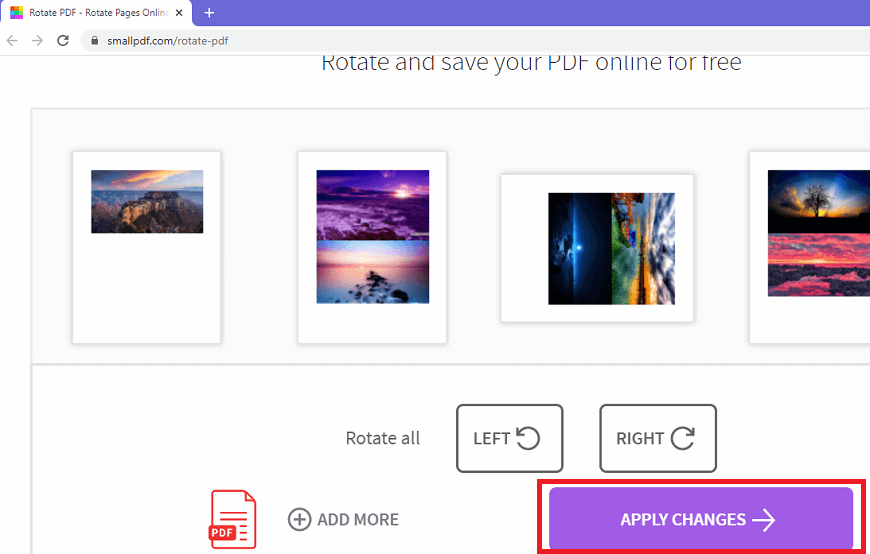 Rotate PDF - Rotate Pages Online
smallpdf.com/rotate-pdf
Rotate and save your PDF online for free
Rotate all
LEFT
RIGHT
PDF
ADD MORE
APPLY CHANGES